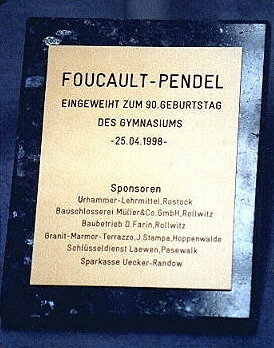 FOUCAULT-PENDEL
EINGEWEIHT ZUM 90.GEBURTSTAG
DES GYMNASIUMS
-25.04.1998-
Sponsoren
Urhammer-Lehrmittel,Rostock
Bauschlosserei Müller&Co.GmbH,Rollwitz
Baubetrieb D.Farin,Rollwitz
Granit-Marmor-Terrazzo,J.Stampa,Hoppenwalde
Schlüsseldienst Laewen,Pasewalk
Sparkasse Uecker-Randow